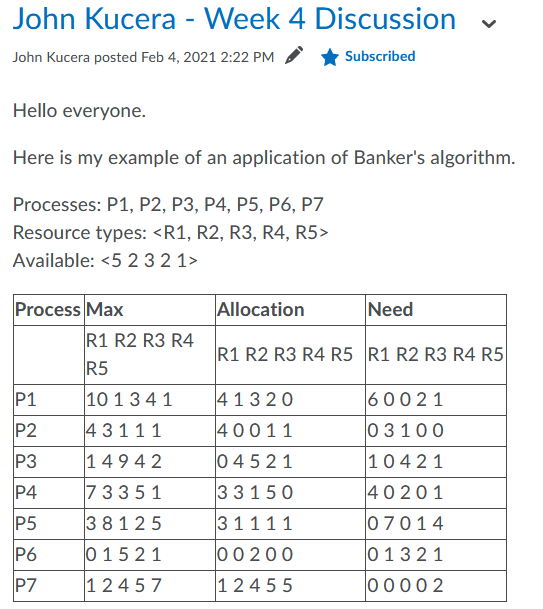 John Kucera - Week 4 Discussion
John Kucera posted Feb 4, 2021 2:22 PM Subscribed
Hello everyone.
Here is my example of an application of Banker's algorithm.
Processes: P1, P2, P3, P4, P5, P6, P7
Resource types: <R1, R2, R3, R4, R5>
Available: <5 2 3 2 1>
Process Max Allocation Need
R1 R2 R3 R4
R5 R1 R2 R3 R4 R5 R1 R2 R3 R4 R5
P1 10 1 3 4 1 4 1 3 2 0 6 0 0 2 1
P2 4 3 1 1 1 4 0 0 1 1 0 3 1 0 0
P3 1 4 9 4 2 0 4 5 2 1 1 0 4 2 1
P4 7 3 3 5 1 3 3 1 5 0 4 0 2 0 1
P5 3 8 1 2 5 3 1 1 1 1 0 7 0 1 4
P6 0 1 5 2 1 0 0 2 0 0 0 1 3 2 1
P7 1 2 4 5 7 1 2 4 5 5 0 0 0 0 2